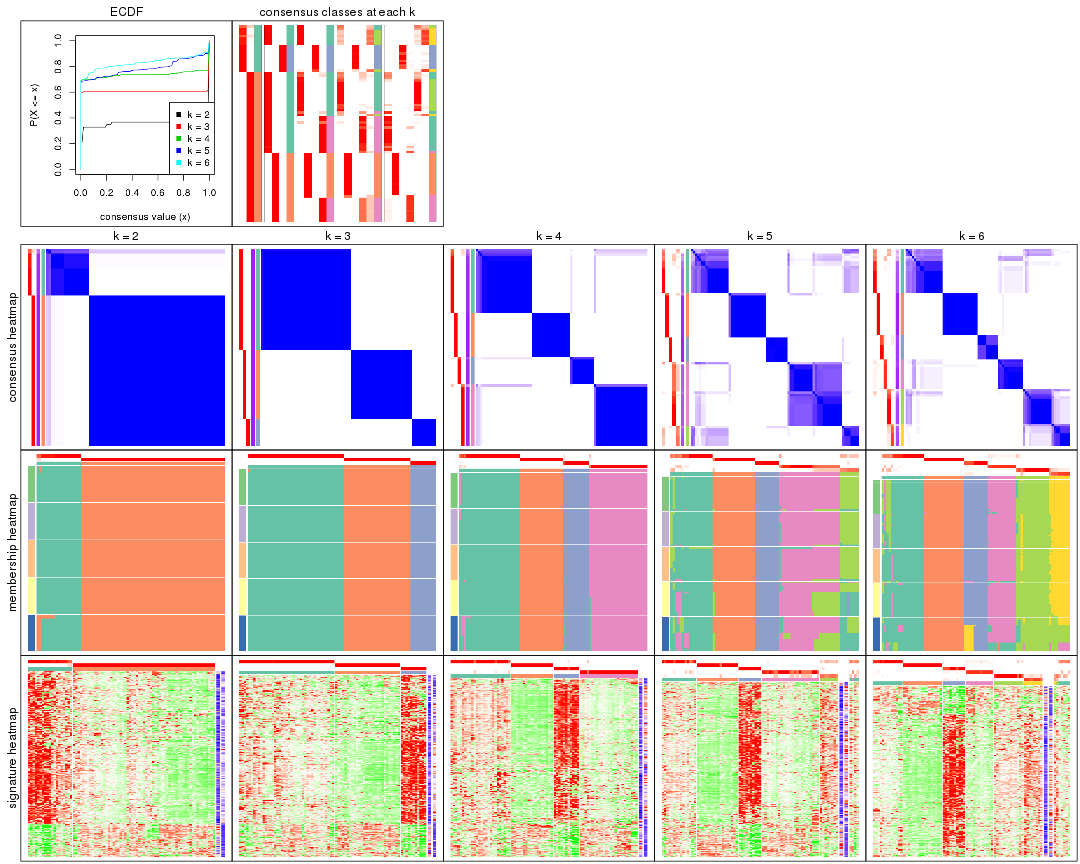 ECDF
consensus classes at each k
P(X <= x)
0.0 0.2 0.4 0.6 0.8 1.0
k = 2
k = 3
k = 4
k = 5
k = 6
0.0 0.2 0.4 0.6 0.8 1.0
consensus value (x)
k = 2
k = 3
k = 4
k = 5
k = 6
consensus heatmap
membership heatmap
signature heatmap